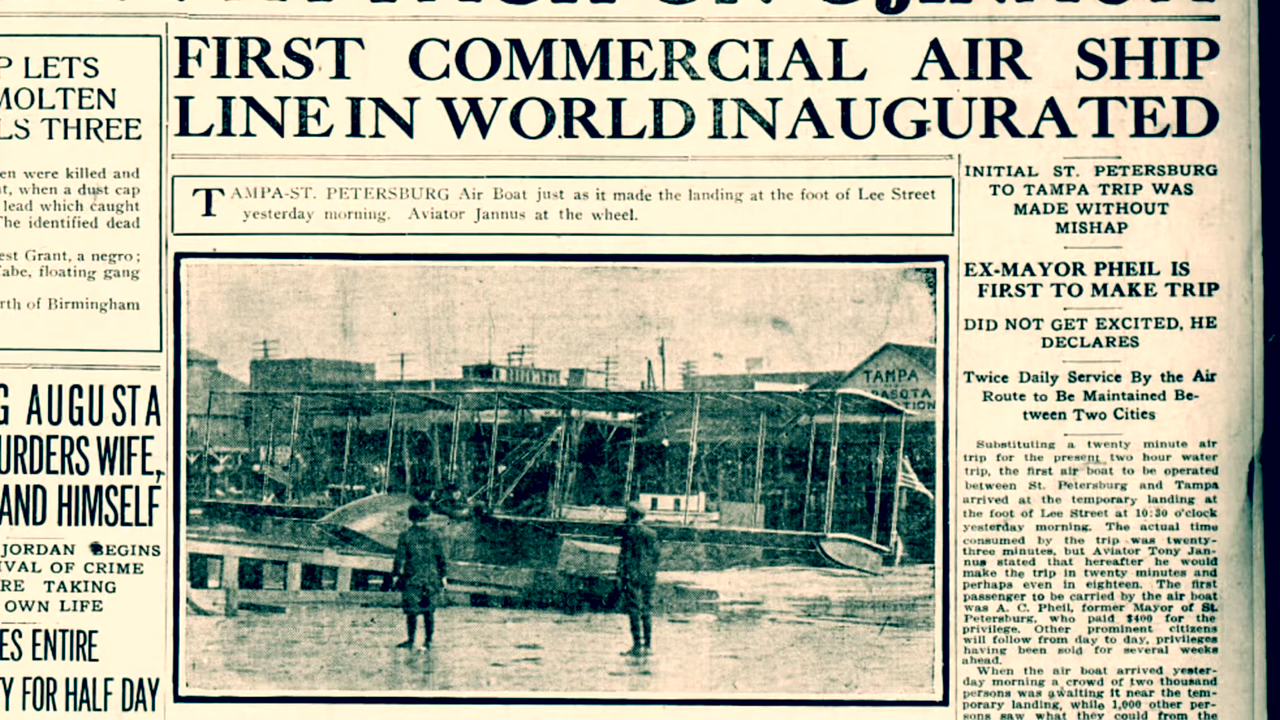 P LETS
MOLTEN
LS THREE
en were killed and
t, when a dust cap
lead which caught
The identified dead
est Grant, a negro;
abe, floating gang
rth of Birmingham
G AUGUSTA
URDERS WIFE,
AND HIMSELF
JORDAN BEGINS
IVAL OF CRIME
RE TAKING
OWN LIFE
ES ENTIRE
Y FOR HALF DAY
FIRST COMMERCIAL AIR SHIP
LINE IN WORLD INAUGURATED
TAMPA-ST. PETERSBURG Air Boat just as it made the landing at the foot of Lee Street
yesterday morning. Aviator Jannus at the wheel.
TAMPA
INITIAL ST. PETERSBURG
TO TAMPA TRIP WAS
MADE WITHOUT
MISHAP
EX-MAYOR PHEIL IS
FIRST TO MAKE TRIP
DID NOT GET EXCITED, HE
DECLARES
Twice Daily Service By the Air
Route to Be Maintained Be-
tween Two Cities
Substituting a twenty minute air
trip for the present two hour water
trip, the first air boat to be operated
between St. Petersburg and Tampa
arrived at the temporary landing at
the foot of Lee Street at 10:30 o'clock
yesterday morning. The actual time
consumed by the trip was twenty-
three minutes, but Aviator Tony Jan-
nus stated that hereafter he would
make the trip in twenty minutes and
perhaps even in eighteen. The first
passenger to be carried by the air boat
was A. C. Pheil, former Mayor of St.
Petersburg, who paid $400 for the
privilege. Other prominent citizens
will follow from day to day, privileges
having been sold for several weeks
ahead.
When the air boat arrived yester-
day morning a crowd of two thousand
persons was awaiting it near the tem-
porary landing, while 1,000 other per-
sons saw what they could from the